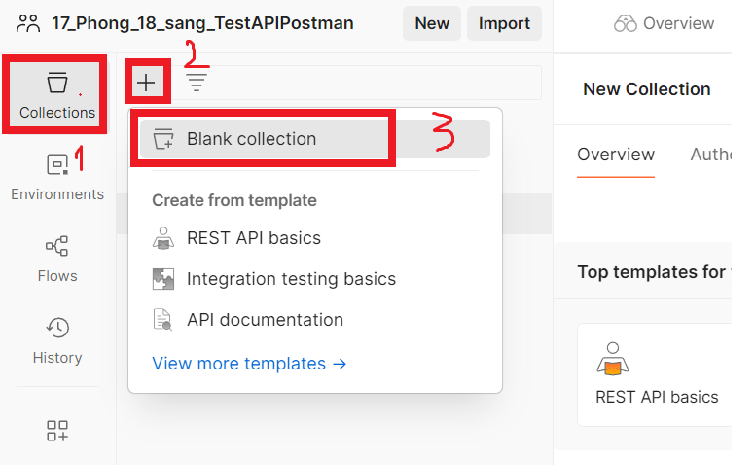 17_Phong_18_sang_TestAPIPostman
New
Import
Overview
2
Collections
1
Environments
Flows
History
Blank collection
3
Create from template
REST API basics
Integration testing basics
API documentation
View more templates →
New Collection
Overview
Autho
Top templates for
REST API basics